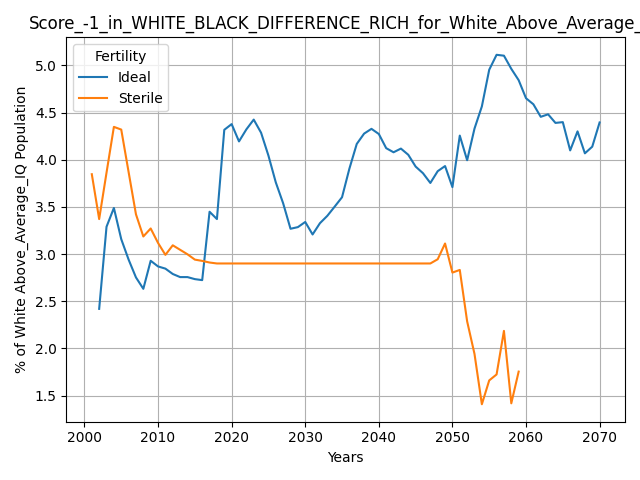 Score_-1_in_WHITE_BLACK_DIFFERENCE_RICH_for_White_Above_Average_
Fertility
Ideal
Sterile
% of White Above_Average_IQ Population
5.0
4.5
4.0
3.5
3.0
2.5
2.0
1.5
2000 2010 2020 2030 2040 2050 2060 2070
Years